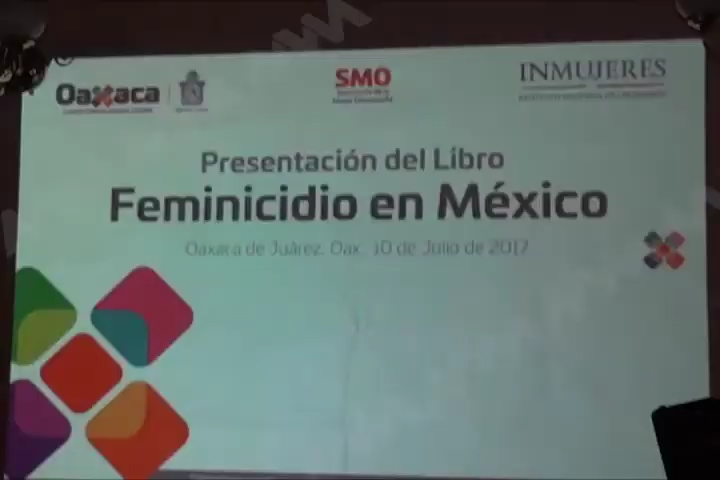 Oaxaca
SMO
INMUJERES
Presentación del Libro
Feminicidio en México
Oaxaca de Juárez, Oax. 10 de Julio de 2017